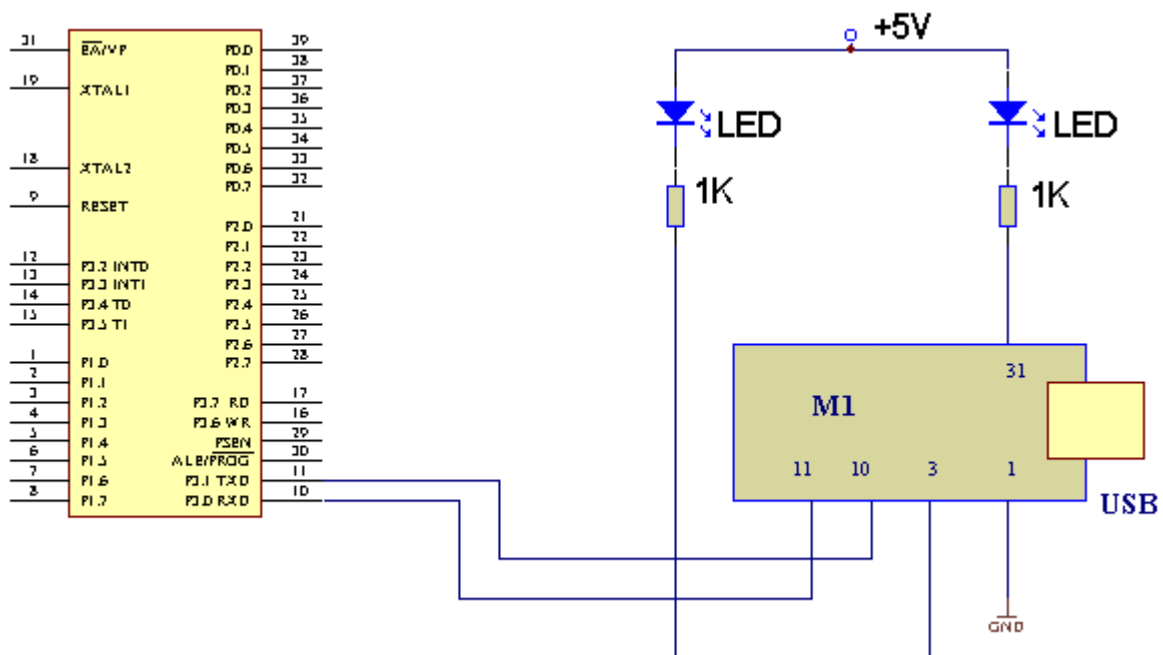 +5V
31 EA/VP P0.0 39
P0.1 38
19 XTAL1 P0.2 37
P0.3 36
P0.4 35
P0.5 34
18 XTAL2 P0.6 33
P0.7 32
9 RESET
P2.0 21
P2.1 22
12 P3.2 INT0 P2.2 23
13 P3.3 INT1 P2.3 24
14 P3.4 T0 P2.4 25
15 P3.5 T1 P2.5 26
P2.6 27
1 P1.0 P2.7 28
2 P1.1
3 P1.2 P3.7 RD 17
4 P1.3 P3.6 WR 16
5 P1.4 PSEN 29
6 P1.5 ALE/PROG 30
7 P1.6 P3.1 TXD 11
8 P1.7 P3.0 RXD 10
LED
LED
1K
1K
31
M1
11 10 3 1
USB
GND